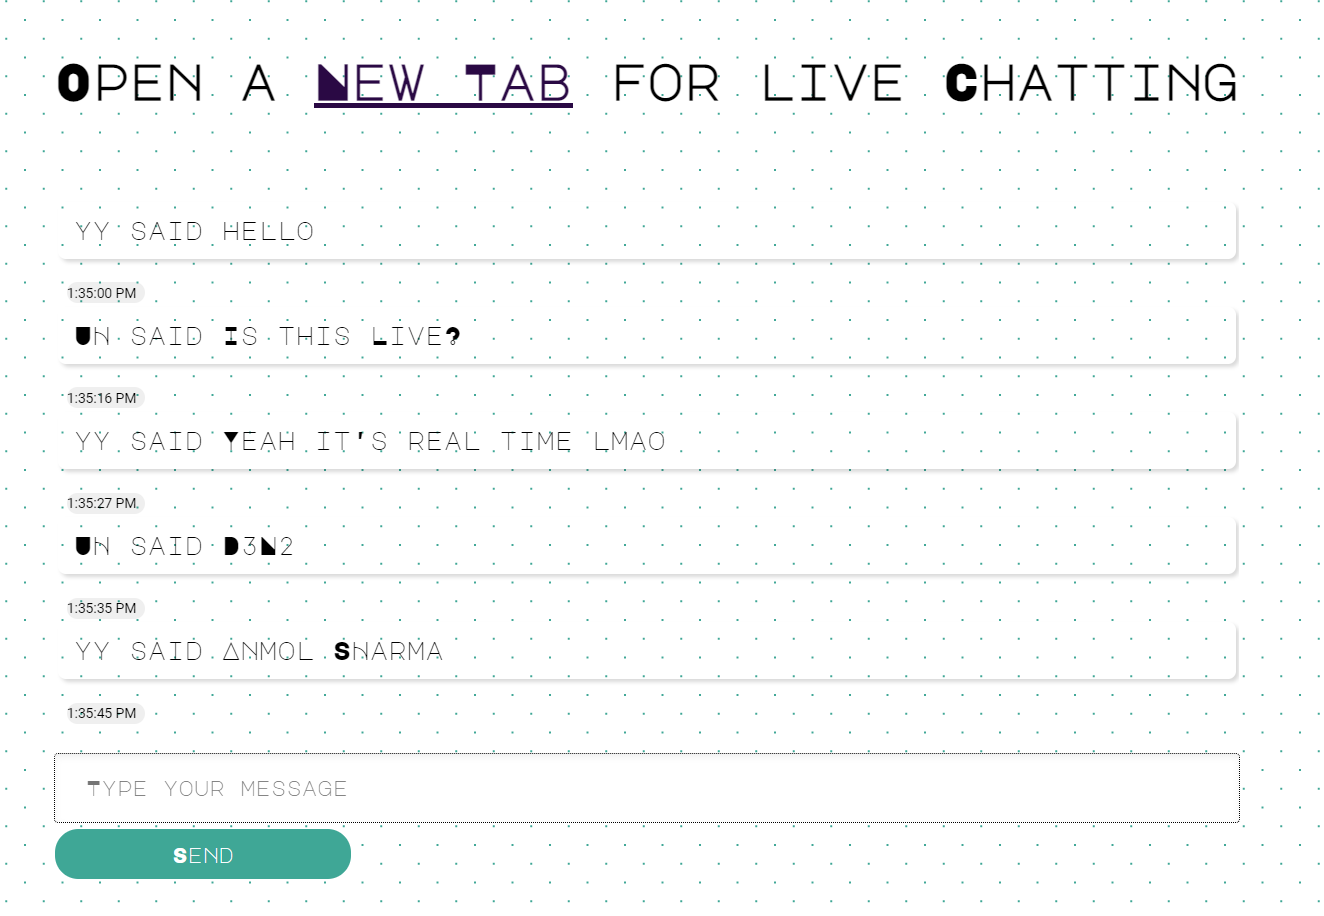 Open a New Tab for live Chatting
yy said hello
1:35:00 PM
Un said Is this Live?
1:35:16 PM
yy said Yeah it's real time lmao
1:35:27 PM
Un said D3N2
1:35:35 PM
yy said Anmol Sharma
1:35:45 PM
Type your message
Send